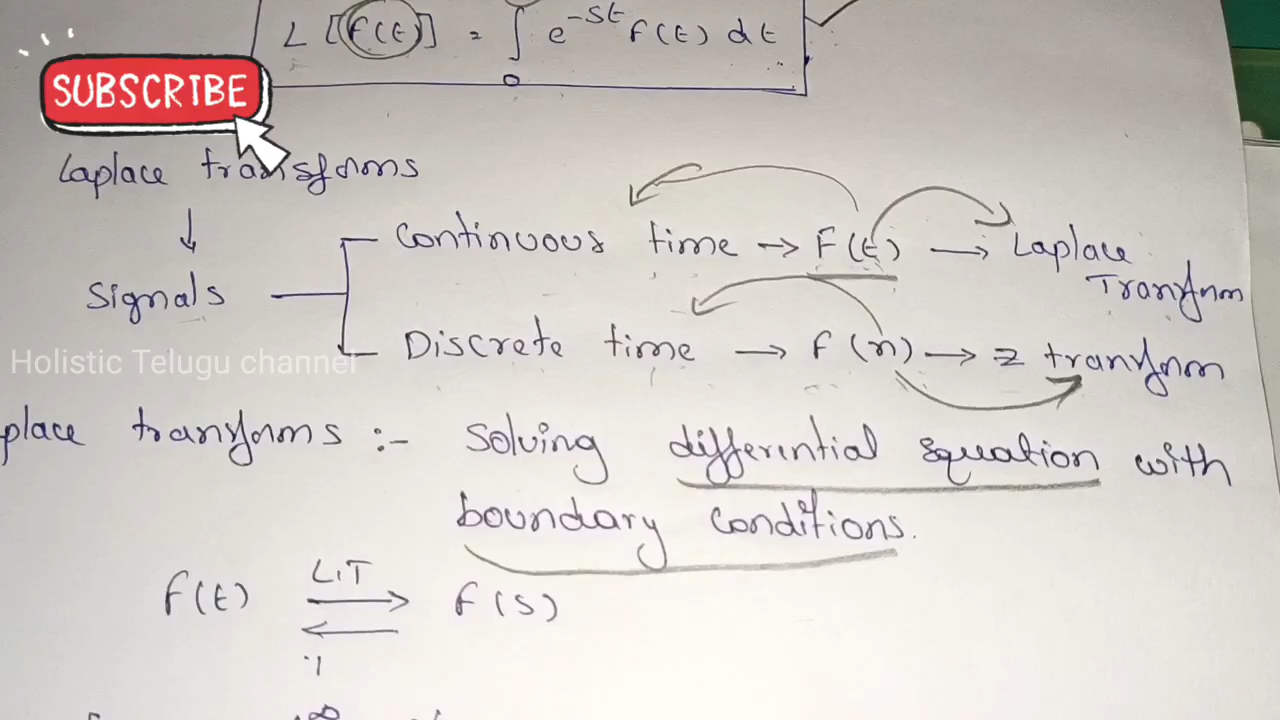 L [f(t)] = ∫ e^-st f(t) dt
0
SUBSCRIBE
Laplace transforms
Continuous time → F(t) → Laplace Transform
Signals
Holistic Telugu channel
Discrete time → f(n) → z transform
place transforms :- Solving differential equation with
boundary conditions.
f(t) L.T f(s)
∞